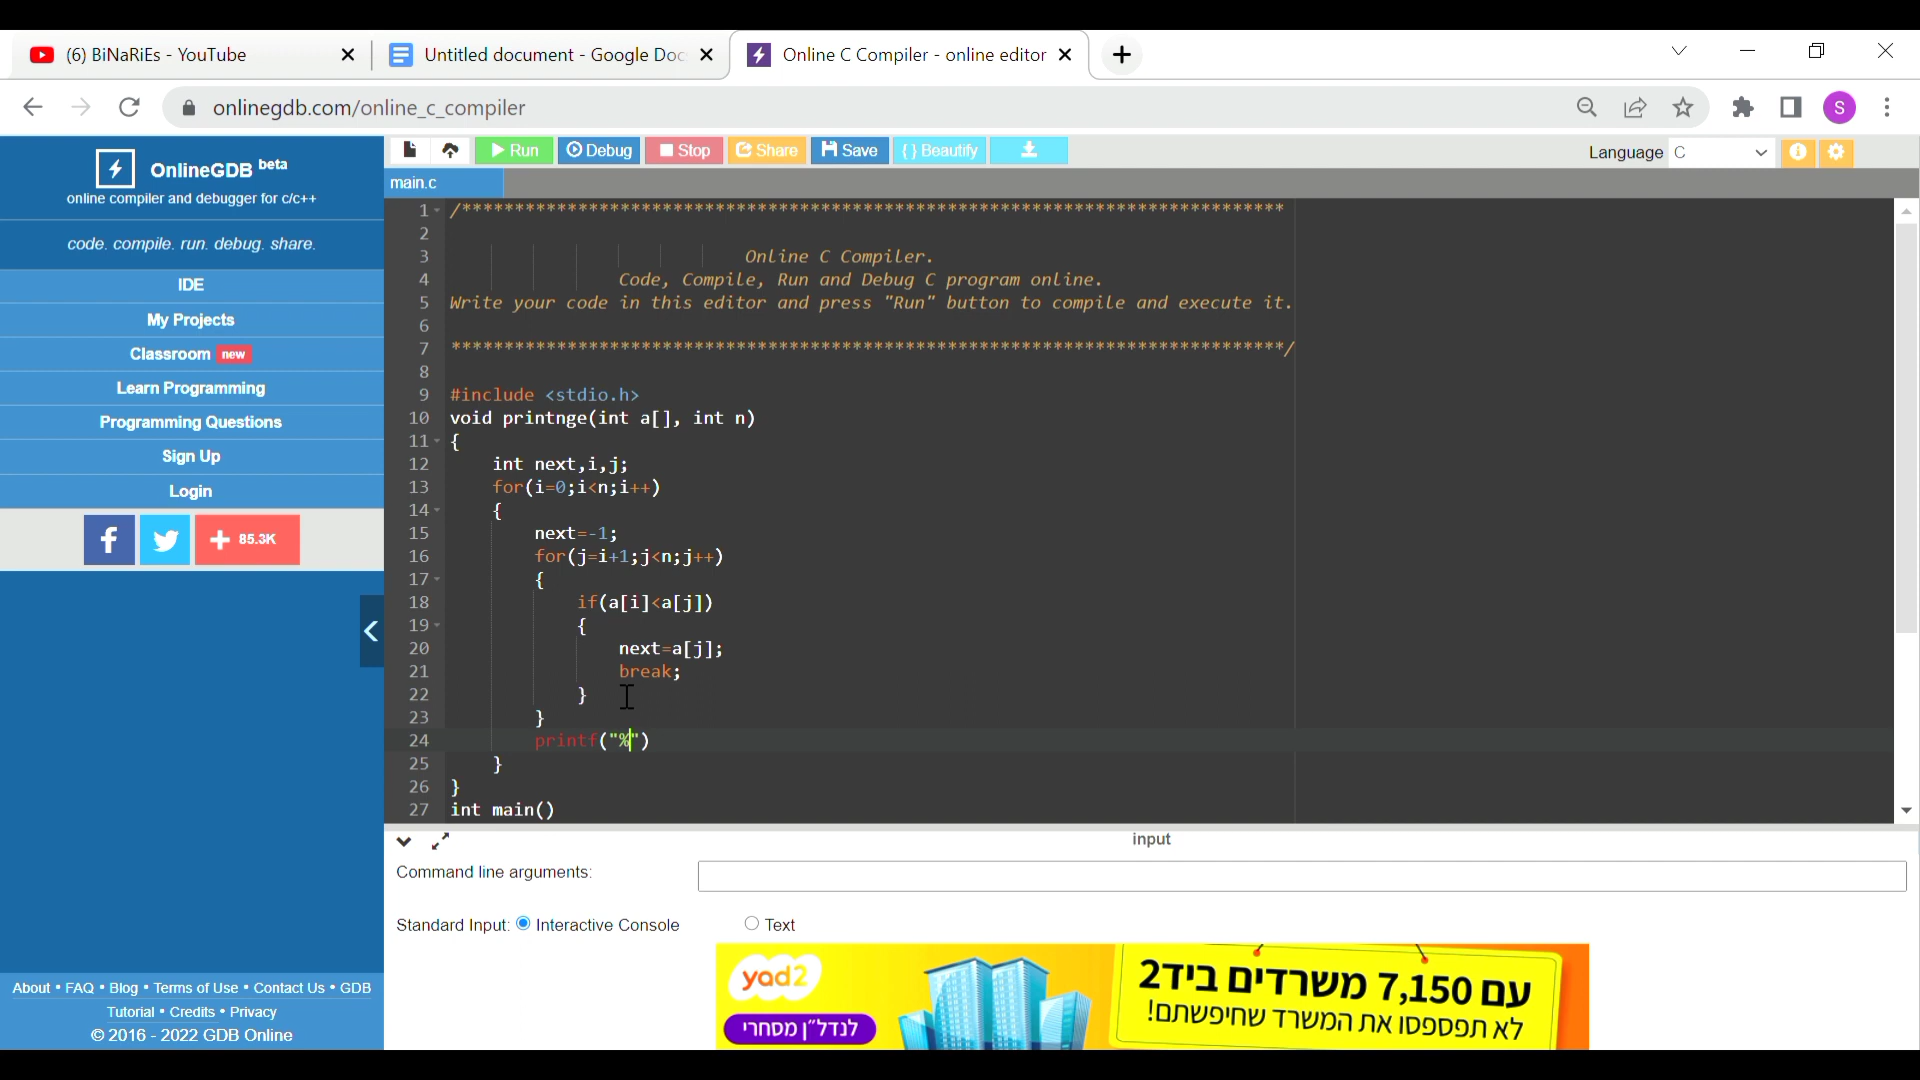 (6) BiNaRiEs - YouTube
Untitled document - Google Doc
Online C Compiler - online editor
onlinegdb.com/online_c_compiler
S
OnlineGDB beta
online compiler and debugger for c/c++
code. compile. run. debug. share.
IDE
My Projects
Classroom new
Learn Programming
Programming Questions
Sign Up
Login
f
+ 85.3K
About • FAQ • Blog • Terms of Use • Contact Us • GDB
Tutorial • Credits • Privacy
© 2016 - 2022 GDB Online
Run Debug Stop Share Save {} Beautify
Language C
main.c
1 /******************************************************************************
2
3 Online C Compiler.
4 Code, Compile, Run and Debug C program online.
5 Write your code in this editor and press "Run" button to compile and execute it.
6
7 *******************************************************************************/
8
9 #include <stdio.h>
10 void printnge(int a[], int n)
11 {
12 int next,i,j;
13 for(i=0;i<n;i++)
14 {
15 next=-1;
16 for(j=i+1;j<n;j++)
17 {
18 if(a[i]<a[j])
19 {
20 next=a[j];
21 break;
22 }
23 }
24 printf("%")
25 }
26 }
27 int main()
input
Command line arguments:
Standard Input: Interactive Console Text
yad2
לנדל״ן מסחרי
עם 7,150 משרדים ביד2
לא תפספסו את המשרד שחיפשתם!